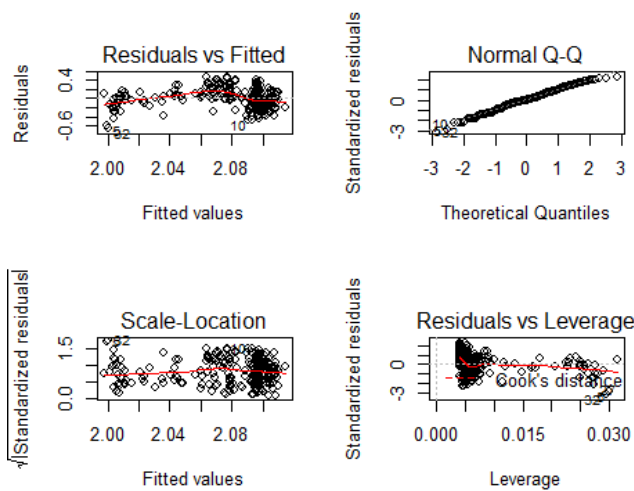 Residuals vs Fitted
Residuals
0.4
-0.6
52
10
2.00 2.04 2.08
Fitted values
Normal Q-Q
Standardized residuals
0
-3
10
-3 -2 -1 0 1 2 3
Theoretical Quantiles
Scale-Location
√|Standardized residuals|
1.5
0.0
2.00 2.04 2.08
Fitted values
Residuals vs Leverage
Standardized residuals
0
-3
Cook's distance
0.000 0.015 0.030
Leverage